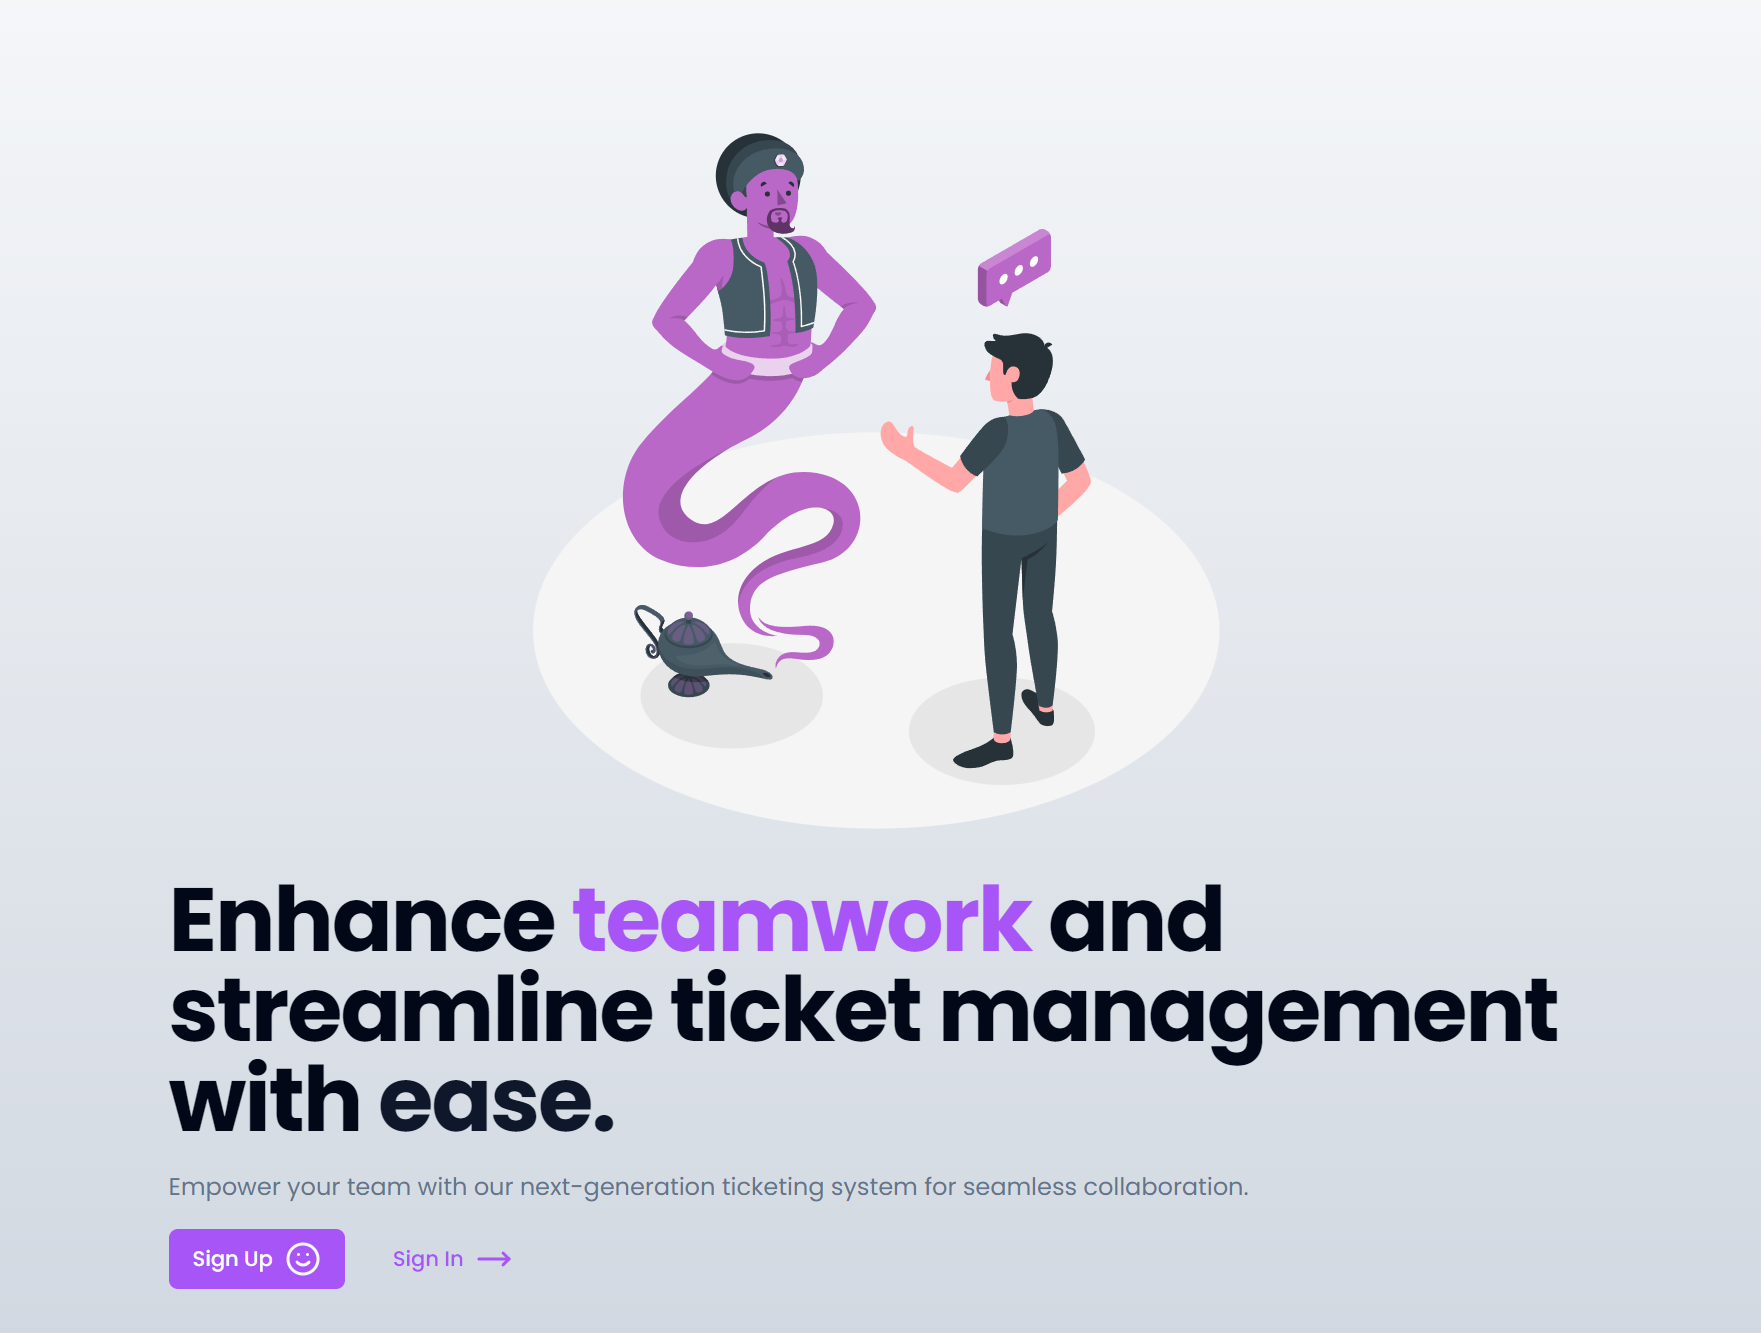 Enhance teamwork and
streamline ticket management
with ease.
Empower your team with our next-generation ticketing system for seamless collaboration.
Sign Up
Sign In